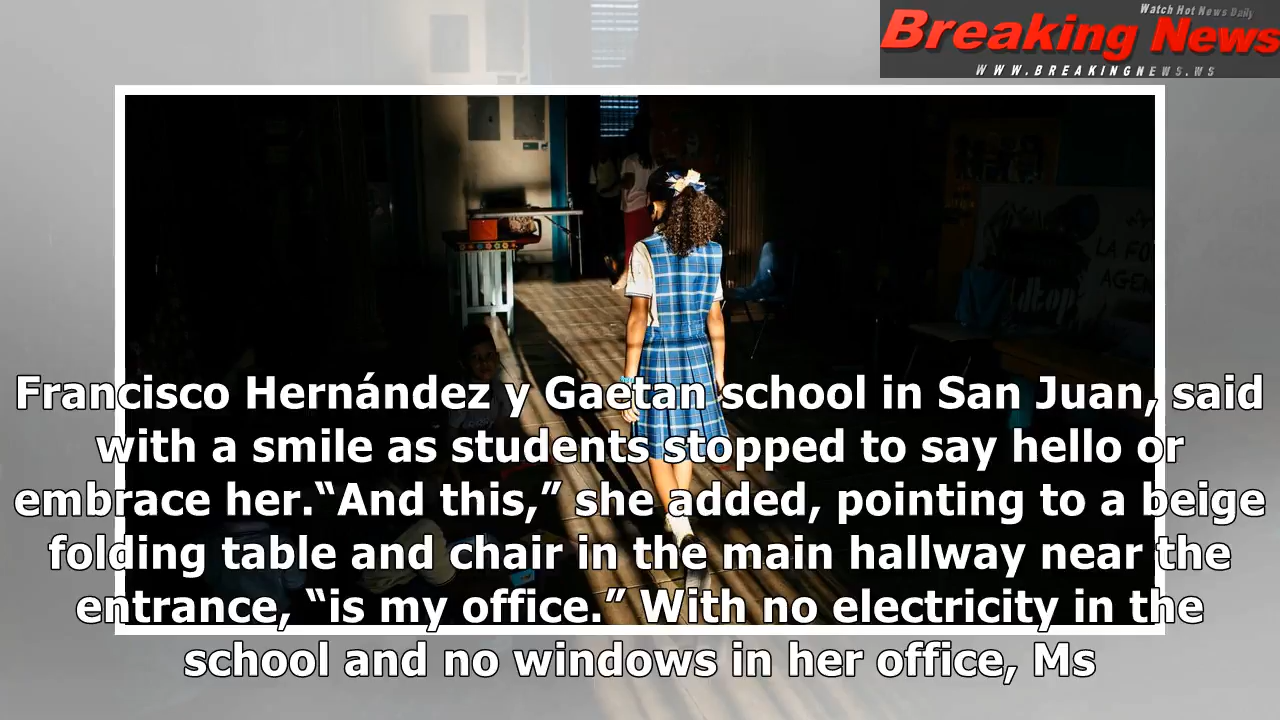 Watch Hot News Daily
Breaking News
WWW.BREAKINGNEWS.WS
LA FO
AGEN
Francisco Hernández y Gaetan school in San Juan, said
with a smile as students stopped to say hello or
embrace her.“And this,” she added, pointing to a beige
folding table and chair in the main hallway near the
entrance, “is my office.” With no electricity in the
school and no windows in her office, Ms